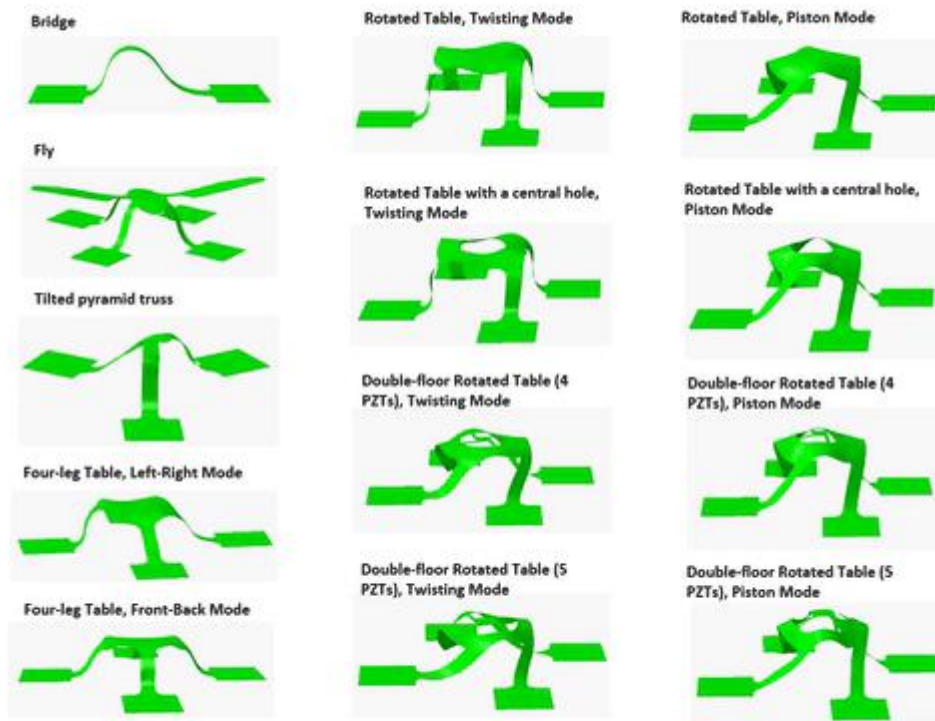 Bridge
Fly
Tilted pyramid truss
Four-leg Table, Left-Right Mode
Four-leg Table, Front-Back Mode
Rotated Table, Twisting Mode
Rotated Table with a central hole,
Twisting Mode
Double-floor Rotated Table (4
PZTs), Twisting Mode
Double-floor Rotated Table (5
PZTs), Twisting Mode
Rotated Table, Piston Mode
Rotated Table with a central hole,
Piston Mode
Double-floor Rotated Table (4
PZTs), Piston Mode
Double-floor Rotated Table (5
PZTs), Piston Mode